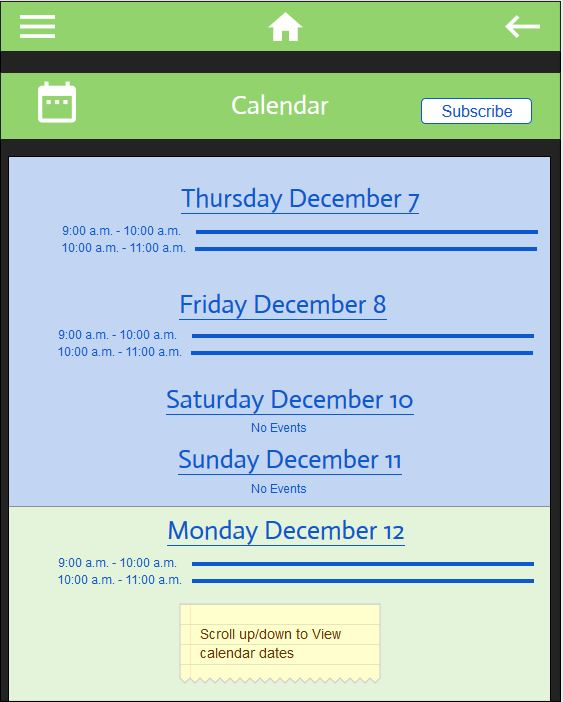 Calendar
Subscribe
Thursday December 7
9:00 a.m. - 10:00 a.m.
10:00 a.m. - 11:00 a.m.
Friday December 8
9:00 a.m. - 10:00 a.m.
10:00 a.m. - 11:00 a.m.
Saturday December 10
No Events
Sunday December 11
No Events
Monday December 12
9:00 a.m. - 10:00 a.m.
10:00 a.m. - 11:00 a.m.
Scroll up/down to View
calendar dates